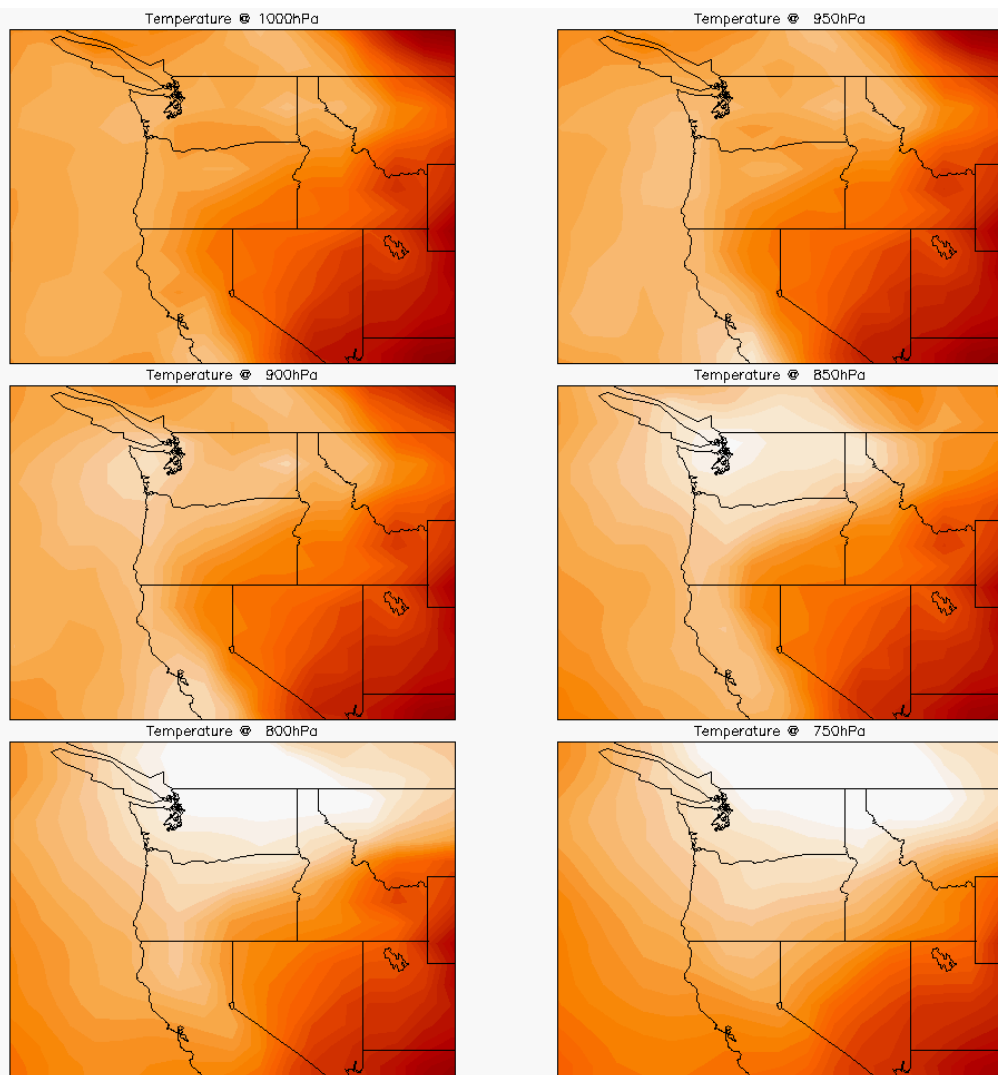 Temperature @ 1000hPa
Temperature @ 950hPa
Temperature @ 900hPa
Temperature @ 850hPa
Temperature @ 800hPa
Temperature @ 750hPa